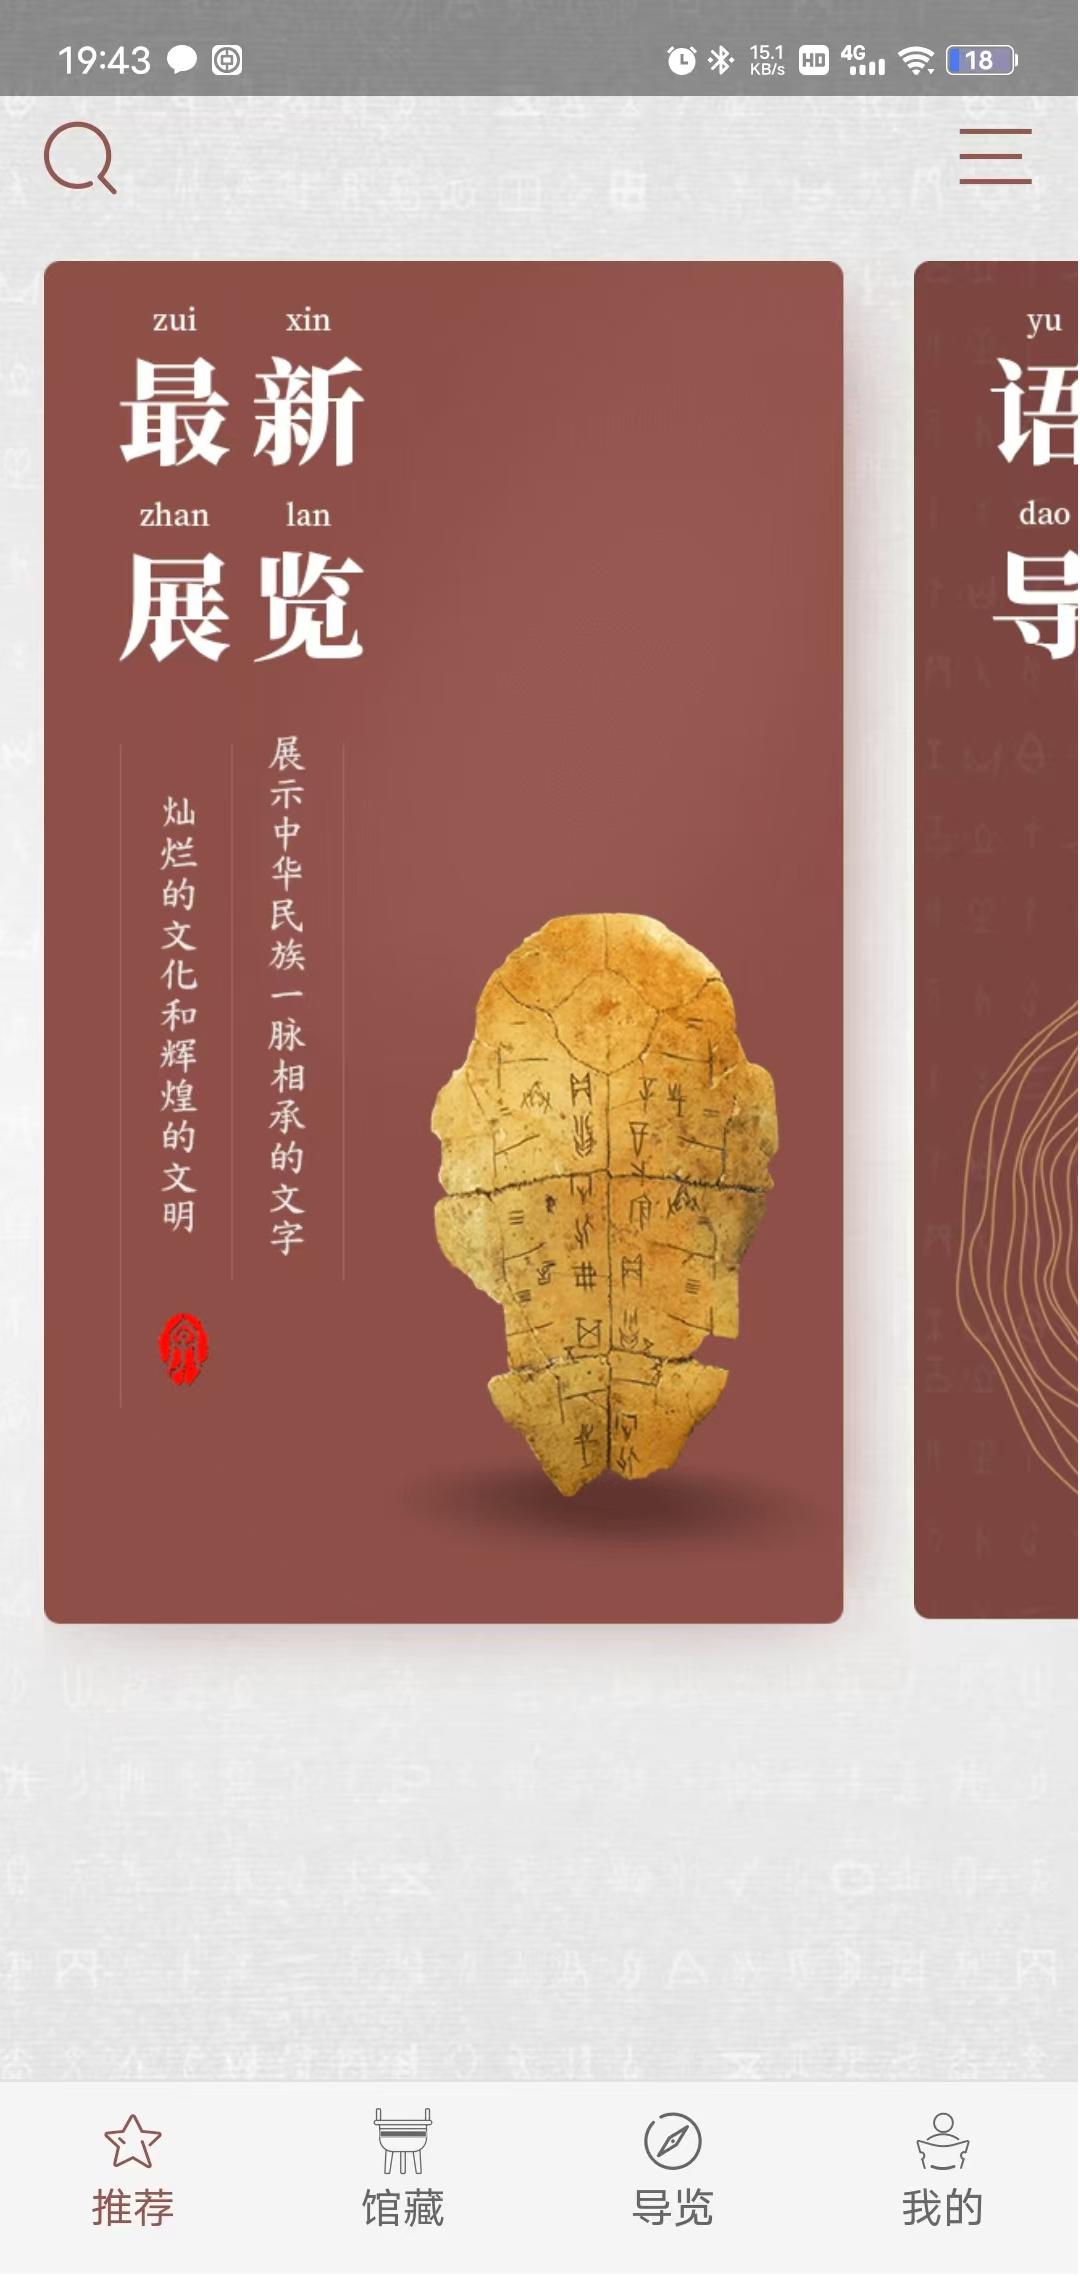 19:43
15.1 KB/s
HD
4G
18
zui xin
最新
zhan lan
展览
yu
语
dao
导
展示中华民族一脉相承的文字
灿烂的文化和辉煌的文明
推荐
馆藏
导览
我的